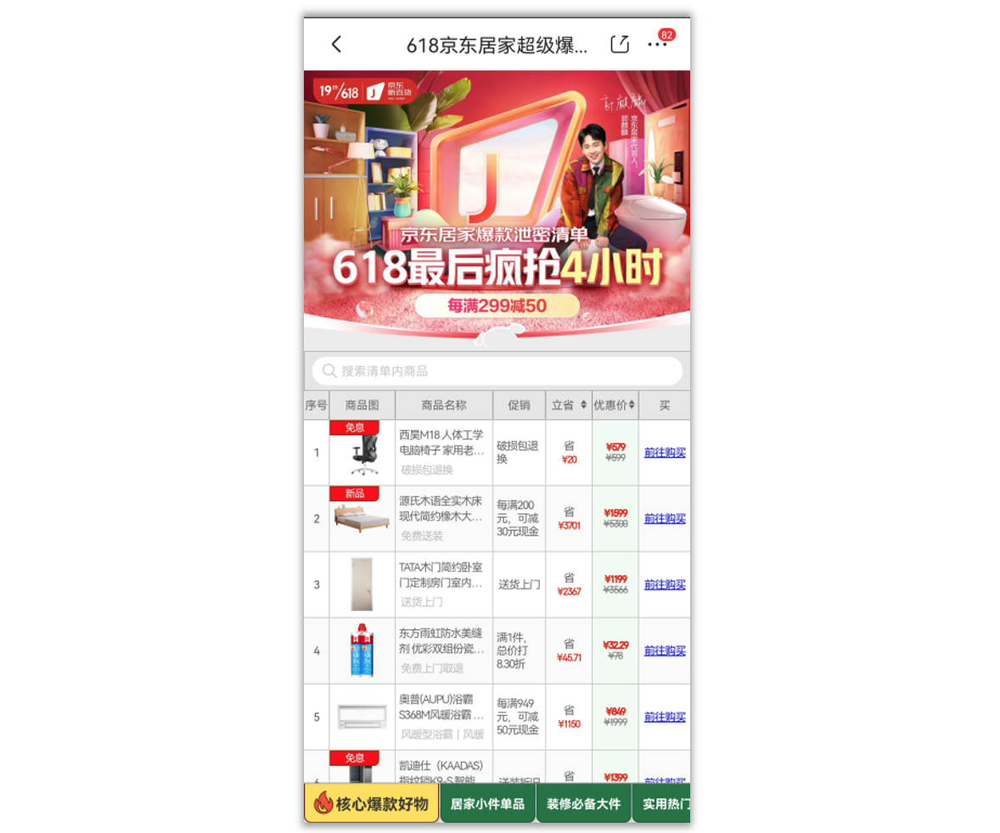 618京东居家超级爆...
82
19th/618
京东
新百货
京东居家代言人
郭麒麟
京东居家爆款泄密清单
618最后疯抢4小时
每满299减50
搜索清单内商品
序号 商品图 商品名称 促销 立省 优惠价 买
1
免息
西昊M18 人体工学
电脑椅子 家用老...
破损包退换
破损包退
换
省
¥20
¥579
¥599
前往购买
2
新品
源氏木语全实木床
现代简约橡木大...
免费送装
每满200
元，可减
30元现金
省
¥3701
¥1599
¥5300
前往购买
3
TATA木门简约卧室
门定制房门室内...
送货上门
送货上门
省
¥2367
¥1199
¥3566
前往购买
4
东方雨虹防水美缝
剂 优彩双组份瓷...
免费上门取退
满1件，
总价打
8.30折
省
¥45.71
¥32.29
¥78
前往购买
5
奥普(AUPU)浴霸
S368M风暖浴霸 ...
风暖型浴霸丨风暖
每满949
元，可减
50元现金
省
¥1150
¥849
¥1999
前往购买
6
免息
凯迪仕（KAADAS）
指纹锁K9-S 智能
送装拆旧
省
¥1399
前往购买
核心爆款好物 居家小件单品 装修必备大件 实用热门